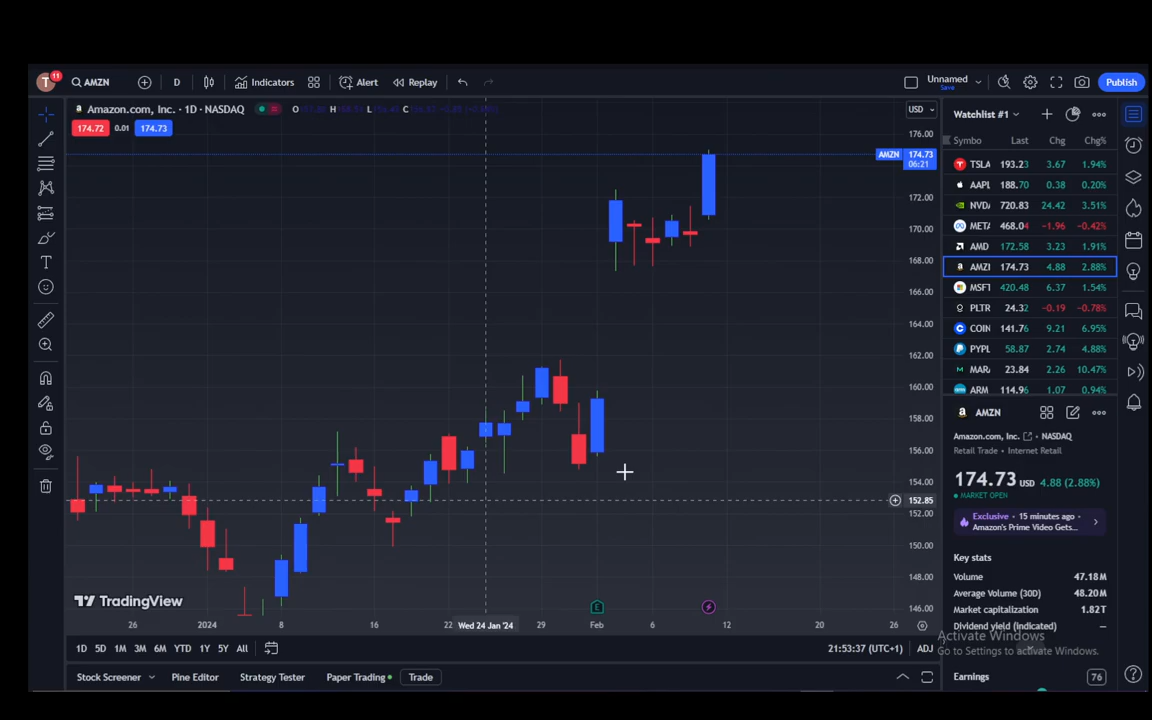 T 11 AMZN D Indicators Alert Replay Unnamed Save Publish
Amazon.com, Inc. · 1D · NASDAQ O H L C
174.72 0.01 174.73
USD
176.00
AMZN 174.73
06:21
172.00
170.00
168.00
166.00
164.00
162.00
160.00
158.00
156.00
154.00
152.85
152.00
150.00
148.00
146.00
TradingView
E
26 2024 8 16 22 Wed 24 Jan '24 29 Feb 6 12 20 26
1D 5D 1M 3M 6M YTD 1Y 5Y All 21:53:37 (UTC+1) ADJ
Stock Screener Pine Editor Strategy Tester Paper Trading Trade
Watchlist #1
Symbo Last Chg Chg%
TSLA 193.23 3.67 1.94%
AAPL 188.70 0.38 0.20%
NVD 720.83 24.42 3.51%
META 468.04 −1.96 −0.42%
AMD 172.58 3.23 1.91%
AMZI 174.73 4.88 2.88%
MSFT 420.48 6.37 1.54%
PLTR 24.32 −0.19 −0.78%
COIN 141.76 9.21 6.95%
PYPL 58.87 2.74 4.88%
MAR 23.84 2.26 10.47%
ARM 114.96 1.07 0.94%
AMZN
Amazon.com, Inc. · NASDAQ
Retail Trade · Internet Retail
174.73 USD 4.88 (2.88%)
MARKET OPEN
Exclusive · 15 minutes ago ·
Amazon's Prime Video Gets...
Key stats
Volume 47.18M
Average Volume (30D) 48.20M
Market capitalization 1.82T
Dividend yield (indicated) —
Activate Windows
Go to Settings to activate Windows.
Earnings 76